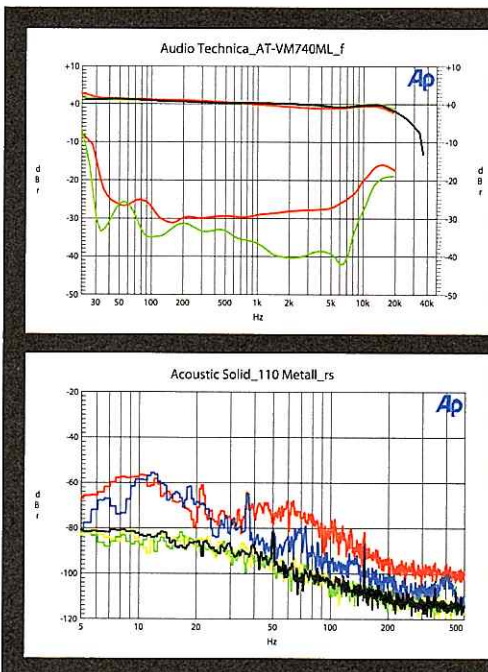 Audio Technica_AT-VM740ML_f
+10 +10
Ap
+0 +0
-10 -10
d d
B B
r r
-20 -20
-30 -30
-40 -40
-50 -50
30 50 100 200 500 1k 2k 5k 10k 20k 40k
Hz
Acoustic Solid_110 Metall_rs
-20
Ap
-40
-60
d
B
r
-80
-100
-120
5 10 20 50 100 200 500
Hz